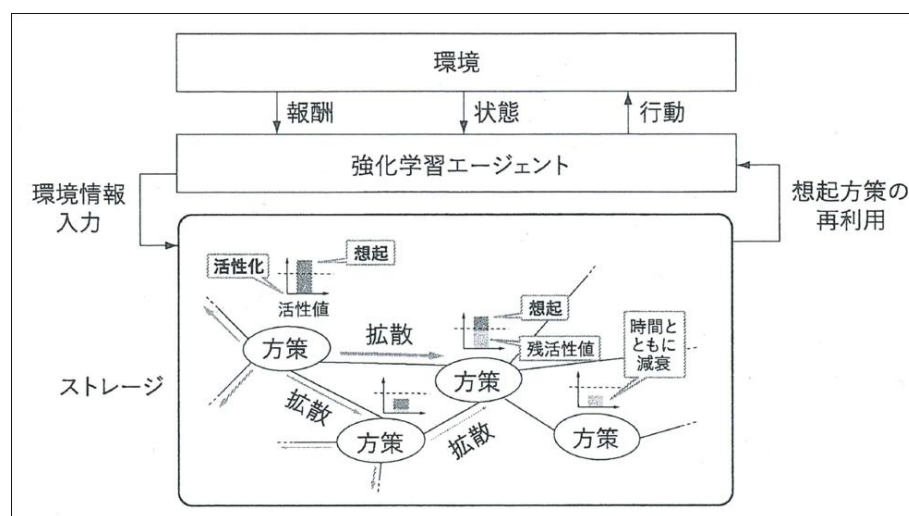 環境
報酬
状態
行動
強化学習エージェント
環境情報
入力
想起方策の
再利用
活性化
想起
活性値
想起
残活性値
時間と
ともに
減衰
方策
拡散
方策
ストレージ
拡散
方策
拡散
方策